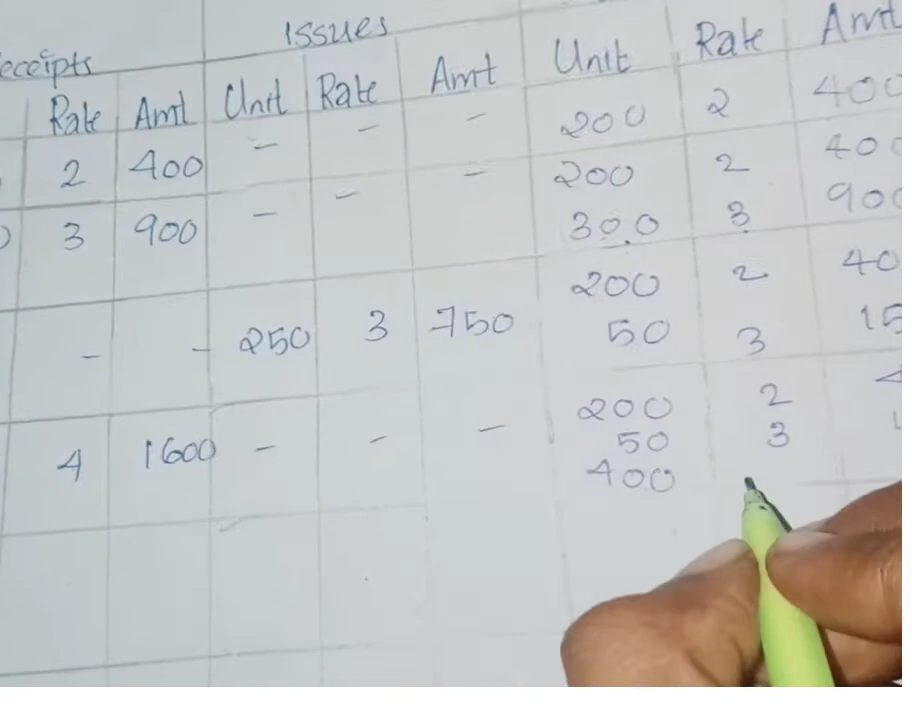 eceipts Issues Unit Rate Amt
Rate Amt Unit Rate Amt
2 400 - - - 200 2 400
3 900 - - - 200 2 400
300 3 900
- - 250 3 750 200 2 40
50 3 15
4 1600 - - - 200 2
50 3
400